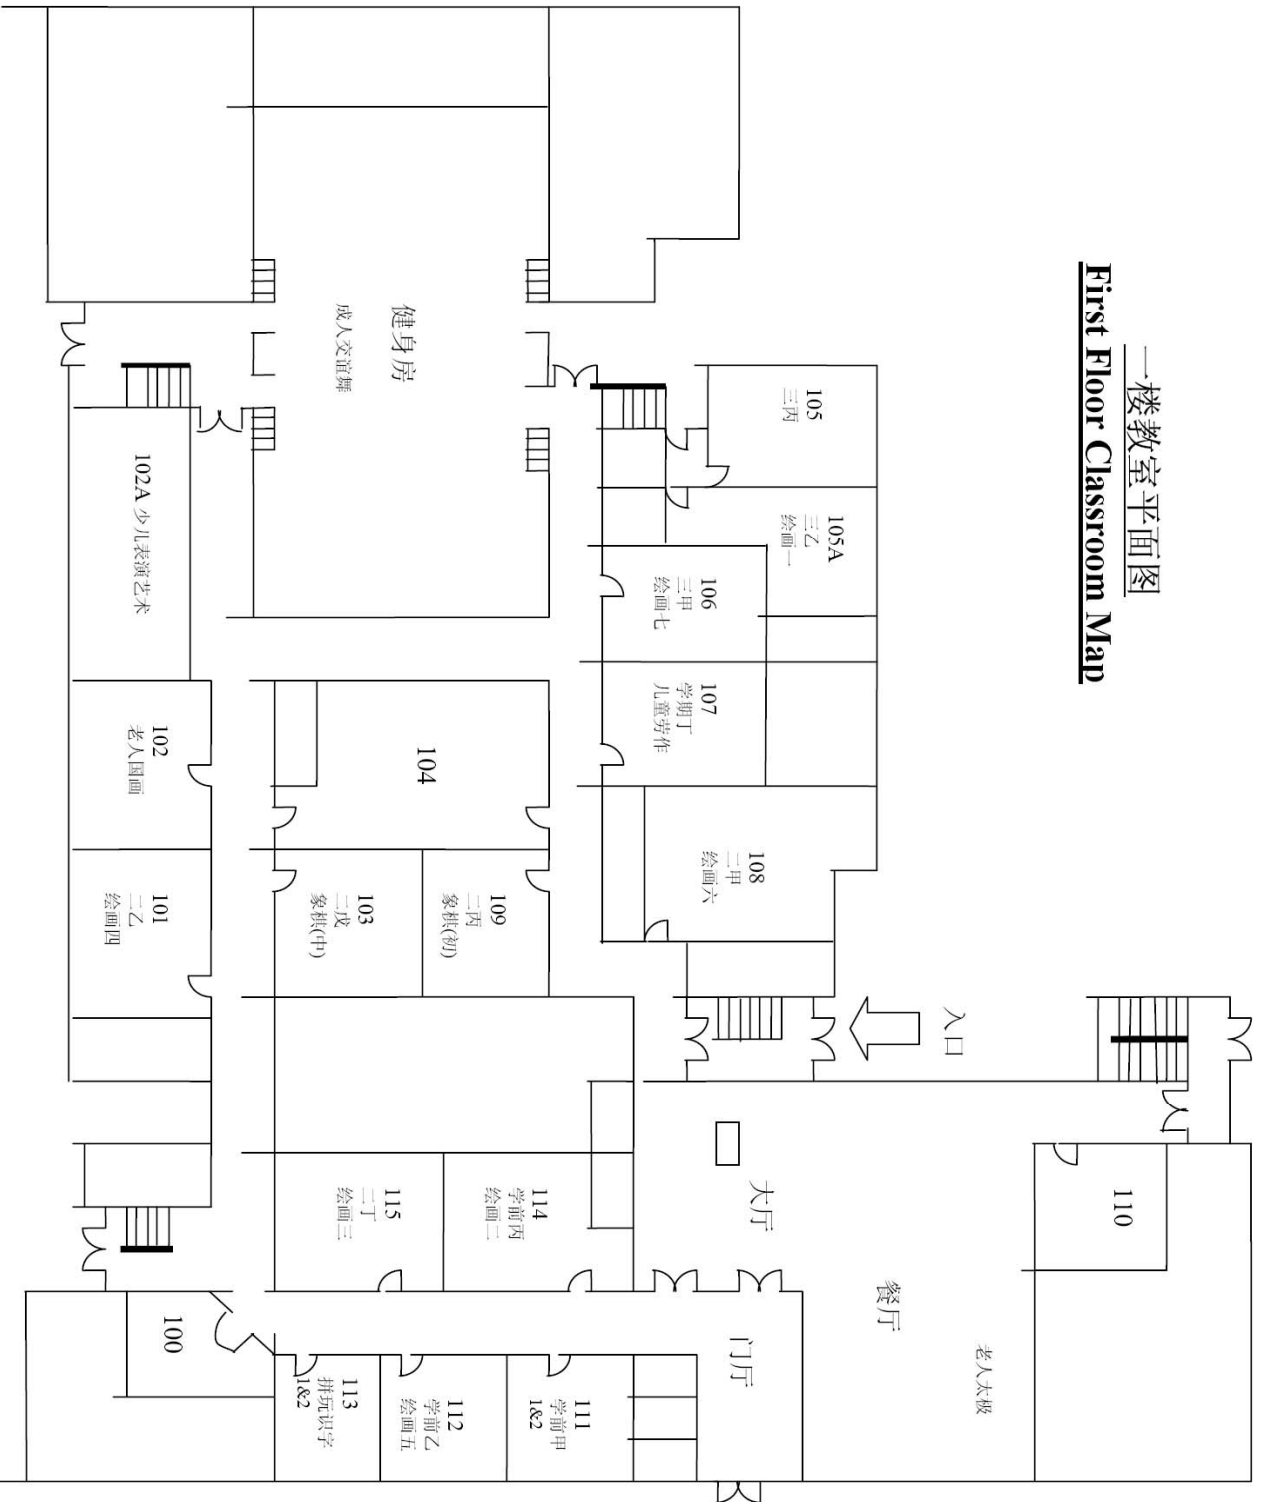 一楼教室平面图
First Floor Classroom Map
入口
110
105
三丙
105A
三乙
绘画一
106
三甲
绘画七
107
学期丁
儿童劳作
108
二甲
绘画六
大厅
餐厅
老人太极
门厅
健身房
成人交谊舞
104
109
二丙
象棋(初)
103
二戊
象棋(中)
114
学前丙
绘画二
115
二丁
绘画三
111
学前甲
1&2
112
学前乙
绘画五
113
拼玩识字
1&2
102A 少儿表演艺术
102
老人国画
101
二乙
绘画四
100